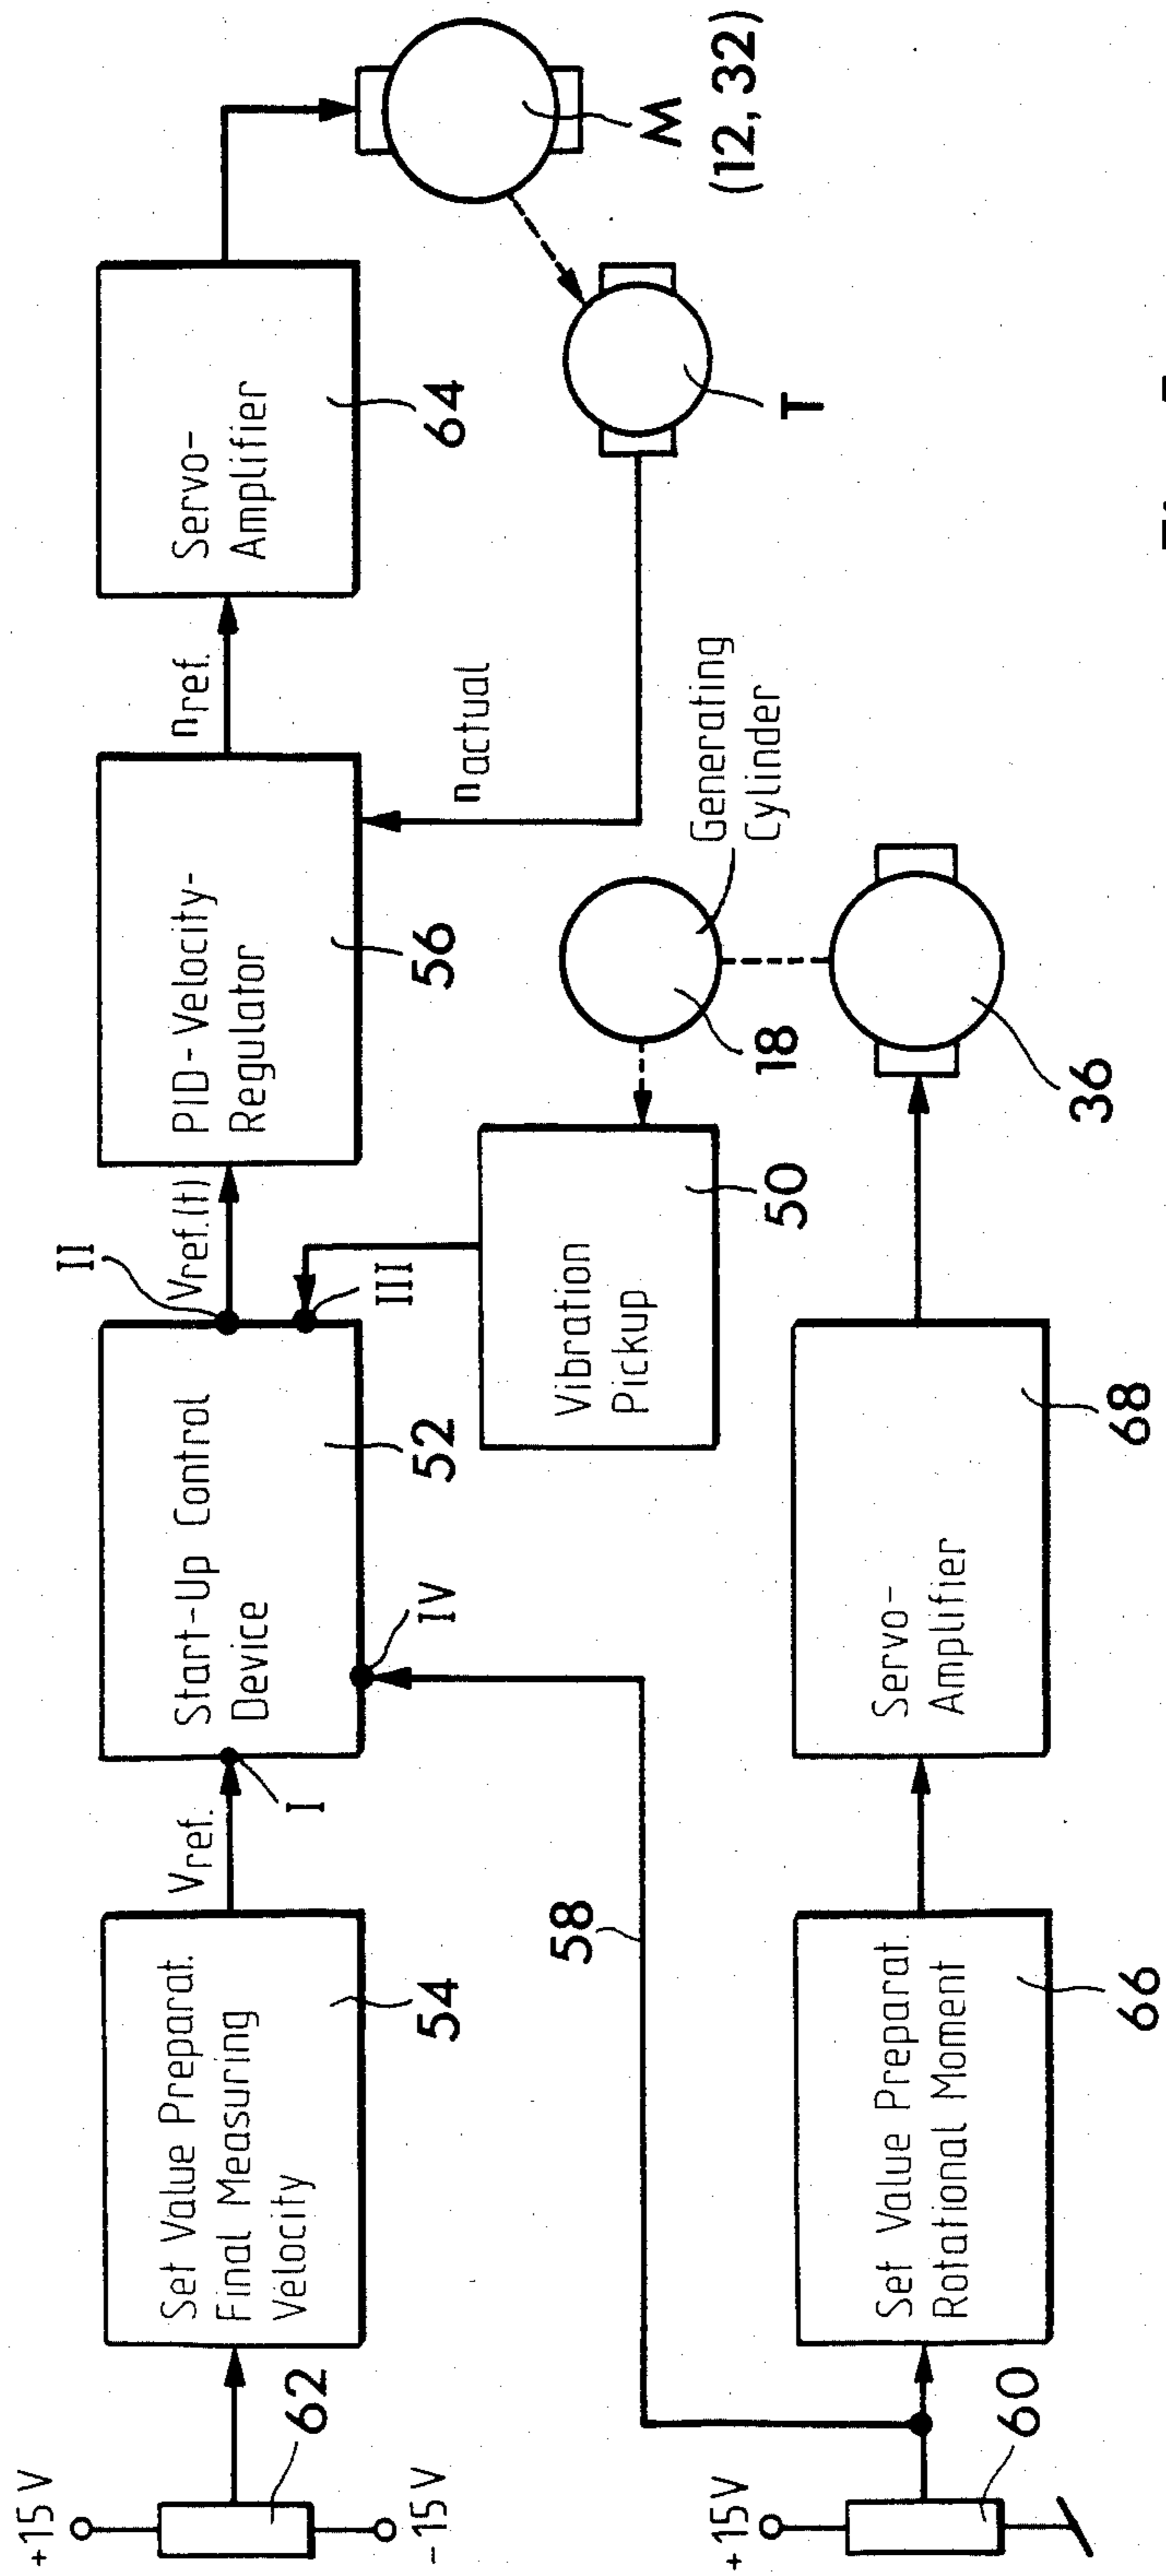 +15 V
62
-15 V
Set Value Preparat.
Final Measuring
Velocity
54
Vref.
I
Start-Up Control
Device
52
IV
II
III
Vref.(t)
PID-Velocity-
Regulator
56
nref.
Servo-
Amplifier
64
M
(12, 32)
T
nactual
Generating
Cylinder
18
Vibration
Pickup
50
58
+15V
60
Set Value Preparat.
Rotational Moment
66
Servo-
Amplifier
68
36